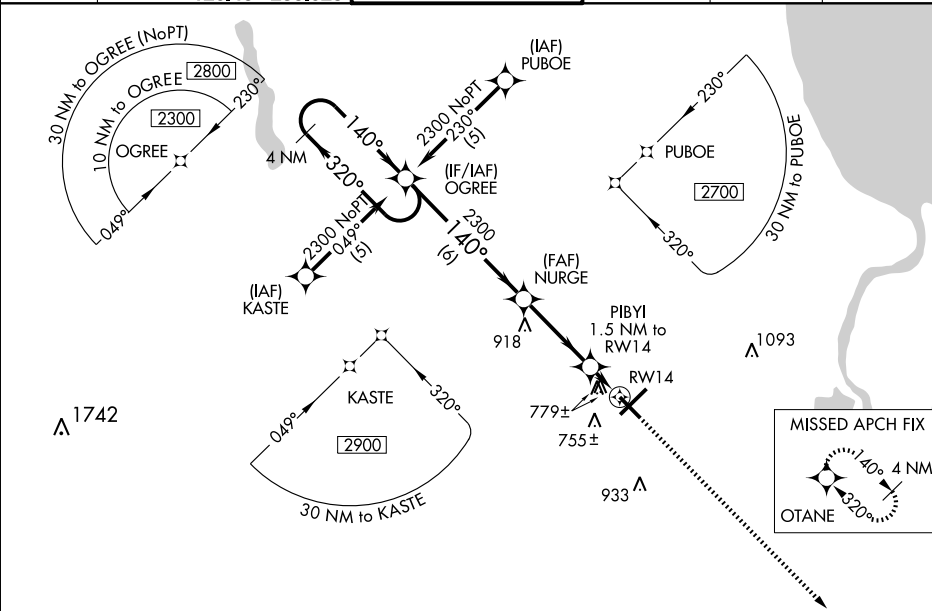 30 NM to OGREE (NoPT)
2800
10 NM to OGREE
2300
230°
OGREE
049°
(IAF)
PUBOE
2300 NoPT
230°
(5)
140°
4 NM
320°
(IF/IAF)
OGREE
2300 NoPT
049°
(5)
(IAF)
KASTE
2300
140°
(6)
(FAF)
NURGE
918
PIBYI
1.5 NM to
RW14
RW14
779±
755±
933
1093
230°
PUBOE
2700
320°
30 NM to PUBOE
1742
KASTE
049°
320°
2900
30 NM to KASTE
MISSED APCH FIX
140°
4 NM
320°
OTANE